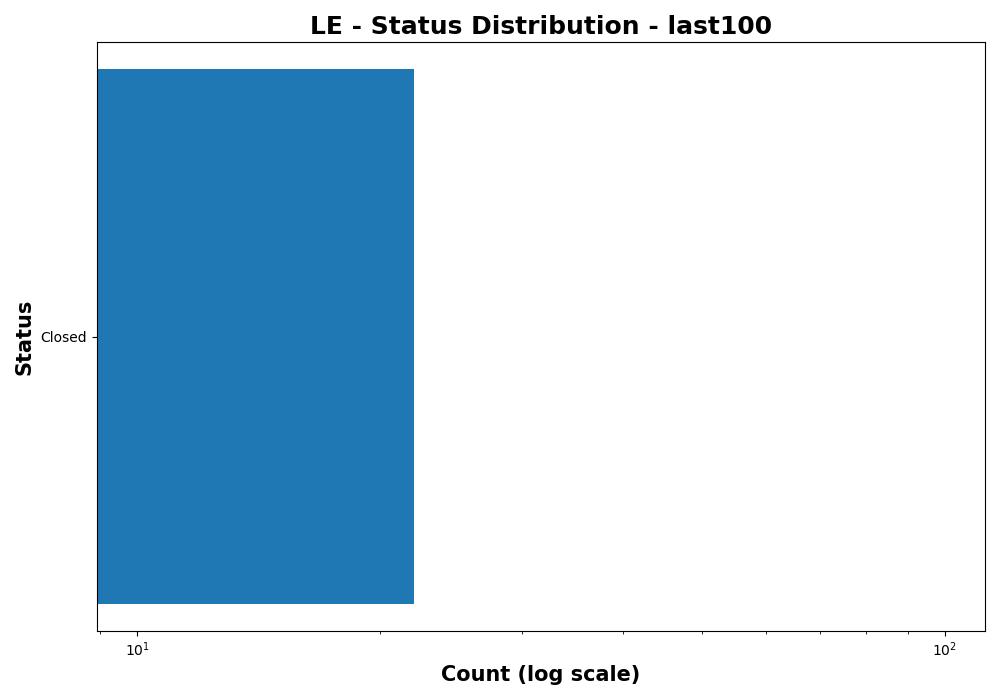 LE - Status Distribution - last100
Status
Closed
10¹
10²
Count (log scale)